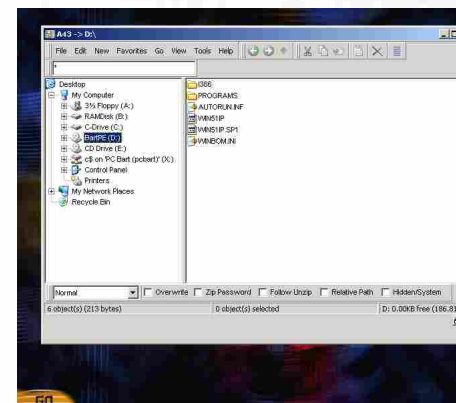 A43 -> D:\
File Edit New Favorites Go View Tools Help
*
Desktop
My Computer
3½ Floppy (A:)
RAMDisk (B:)
C-Drive (C:)
BartPE (D:)
CD Drive (E:)
c$ on 'PC Bart (pcbart)' (X:)
Control Panel
Printers
My Network Places
Recycle Bin
I386
PROGRAMS
AUTORUN.INF
WIN51IP
WIN51IP.SP1
WINBOM.INI
Normal Overwrite Zip Password Follow Unzip Relative Path Hidden/System
6 object(s) (213 bytes) 0 object(s) selected D: 0.00KB free (186.81
GO